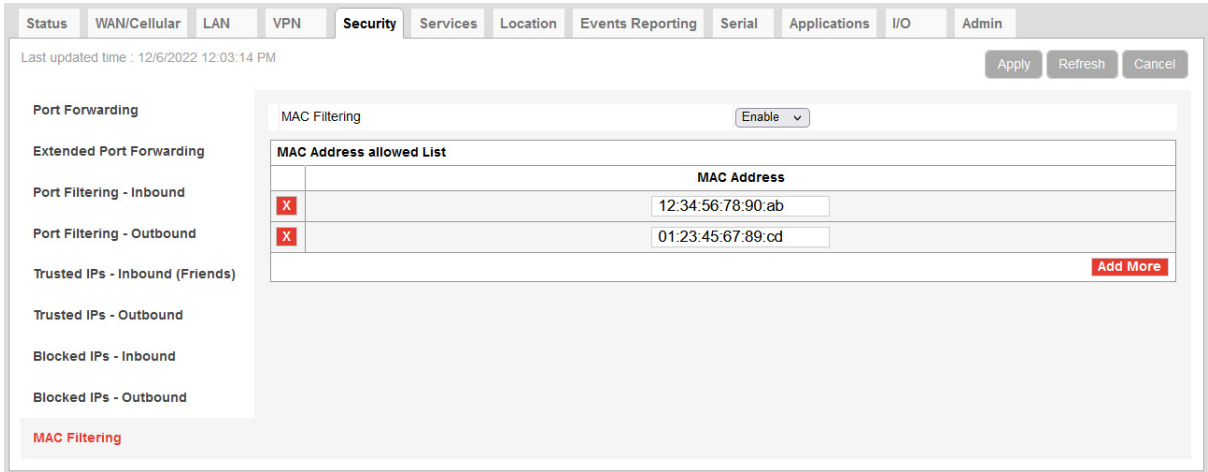 Status WAN/Cellular LAN VPN Security Services Location Events Reporting Serial Applications I/O Admin
Last updated time : 12/6/2022 12:03:14 PM
Apply Refresh Cancel
Port Forwarding
Extended Port Forwarding
Port Filtering - Inbound
Port Filtering - Outbound
Trusted IPs - Inbound (Friends)
Trusted IPs - Outbound
Blocked IPs - Inbound
Blocked IPs - Outbound
MAC Filtering
MAC Filtering Enable
MAC Address allowed List
MAC Address
X 12:34:56:78:90:ab
X 01:23:45:67:89:cd
Add More